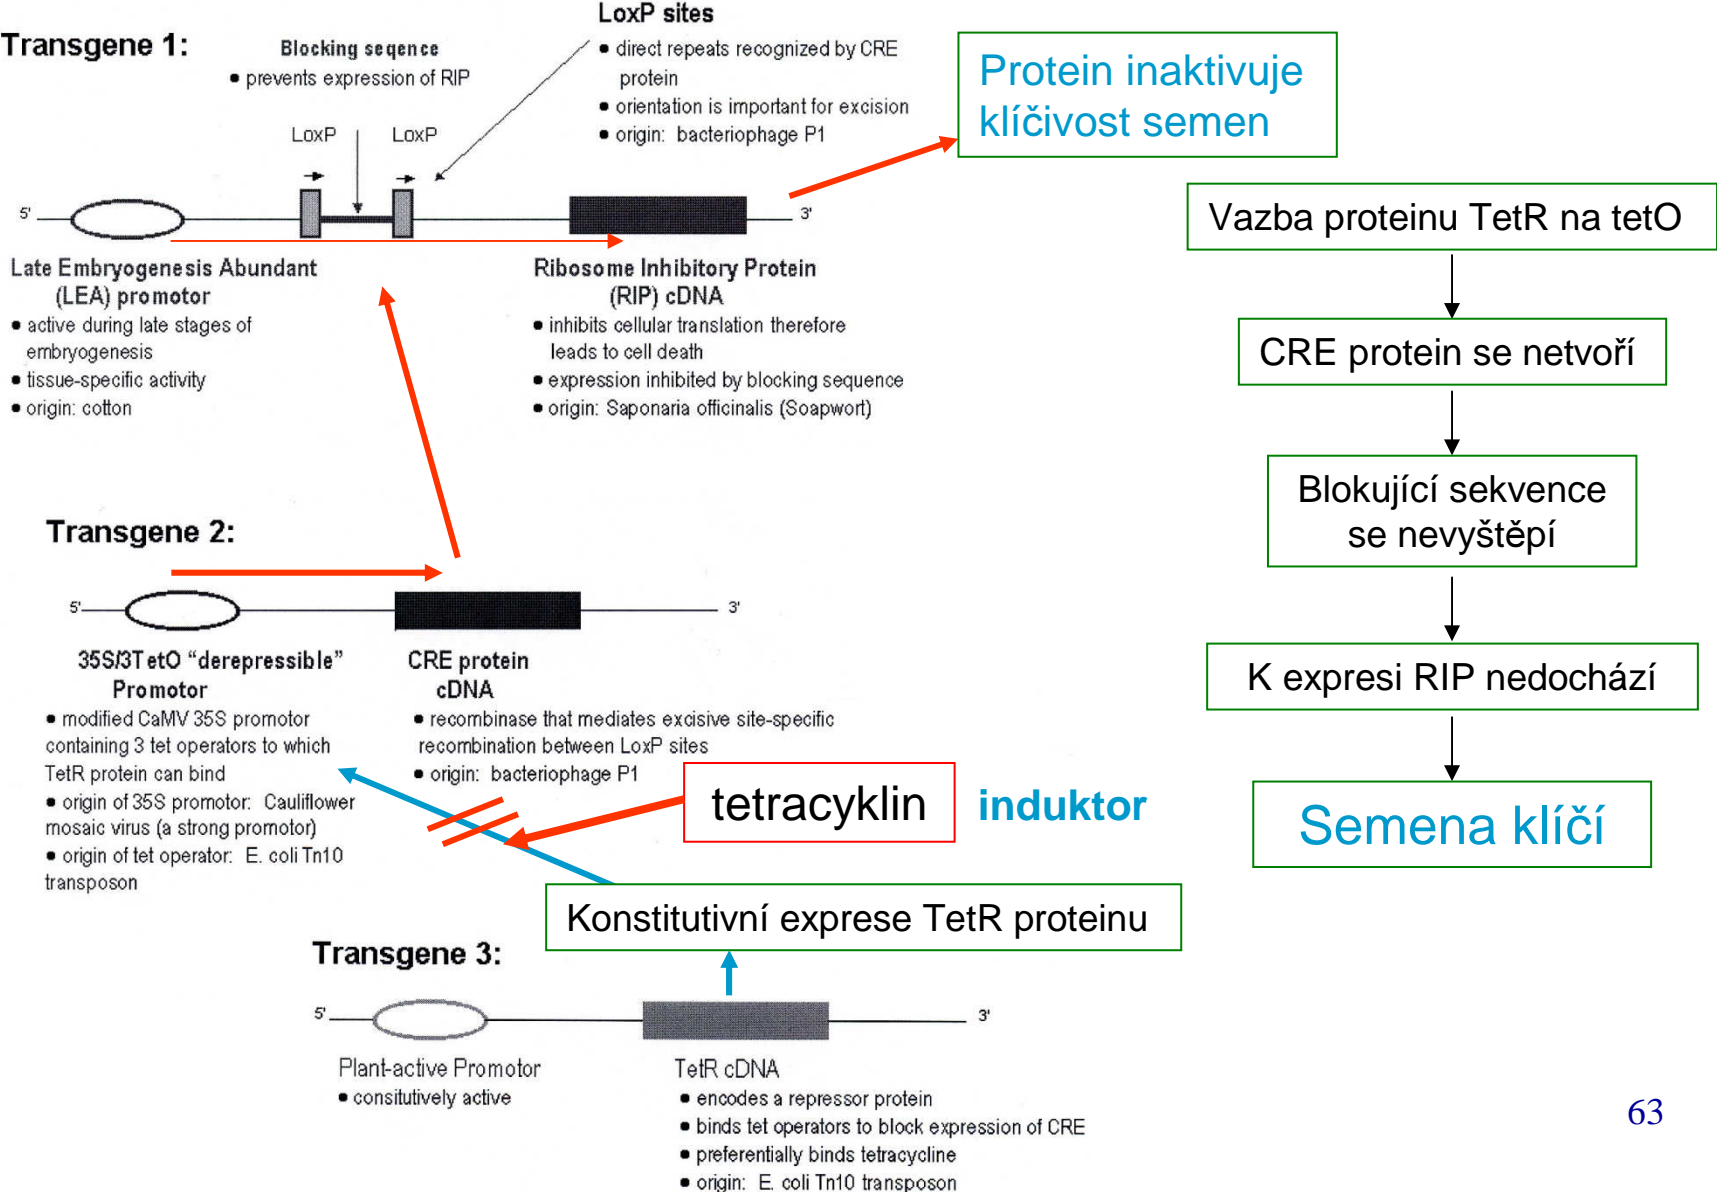 Transgene 1:
Blocking seqence
• prevents expression of RIP
LoxP sites
• direct repeats recognized by CRE
protein
• orientation is important for excision
• origin: bacteriophage P1
Protein inaktivuje
klíčivost semen
LoxP
LoxP
5'
3'
Late Embryogenesis Abundant
(LEA) promotor
• active during late stages of
embryogenesis
• tissue-specific activity
• origin: cotton
Ribosome Inhibitory Protein
(RIP) cDNA
• inhibits cellular translation therefore
leads to cell death
• expression inhibited by blocking sequence
• origin: Saponaria officinalis (Soapwort)
Vazba proteinu TetR na tetO
CRE protein se netvoří
Blokující sekvence
se nevyštěpí
K expresi RIP nedochází
Semena klíčí
Transgene 2:
5'
3'
35S/3TetO “derepressible”
Promotor
• modified CaMV 35S promotor
containing 3 tet operators to which
TetR protein can bind
• origin of 35S promotor: Cauliflower
mosaic virus (a strong promotor)
• origin of tet operator: E. coli Tn10
transposon
CRE protein
cDNA
• recombinase that mediates excisive site-specific
recombination between LoxP sites
• origin: bacteriophage P1
tetracyklin
induktor
Konstitutivní exprese TetR proteinu
Transgene 3:
5'
3'
Plant-active Promotor
• consitutively active
TetR cDNA
• encodes a repressor protein
• binds tet operators to block expression of CRE
• preferentially binds tetracycline
• origin: E. coli Tn10 transposon
63